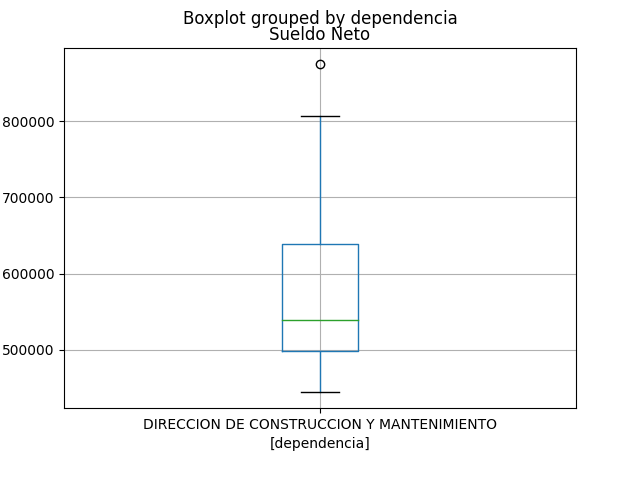 Boxplot grouped by dependencia
Sueldo Neto
800000
700000
600000
500000
DIRECCION DE CONSTRUCCION Y MANTENIMIENTO
[dependencia]